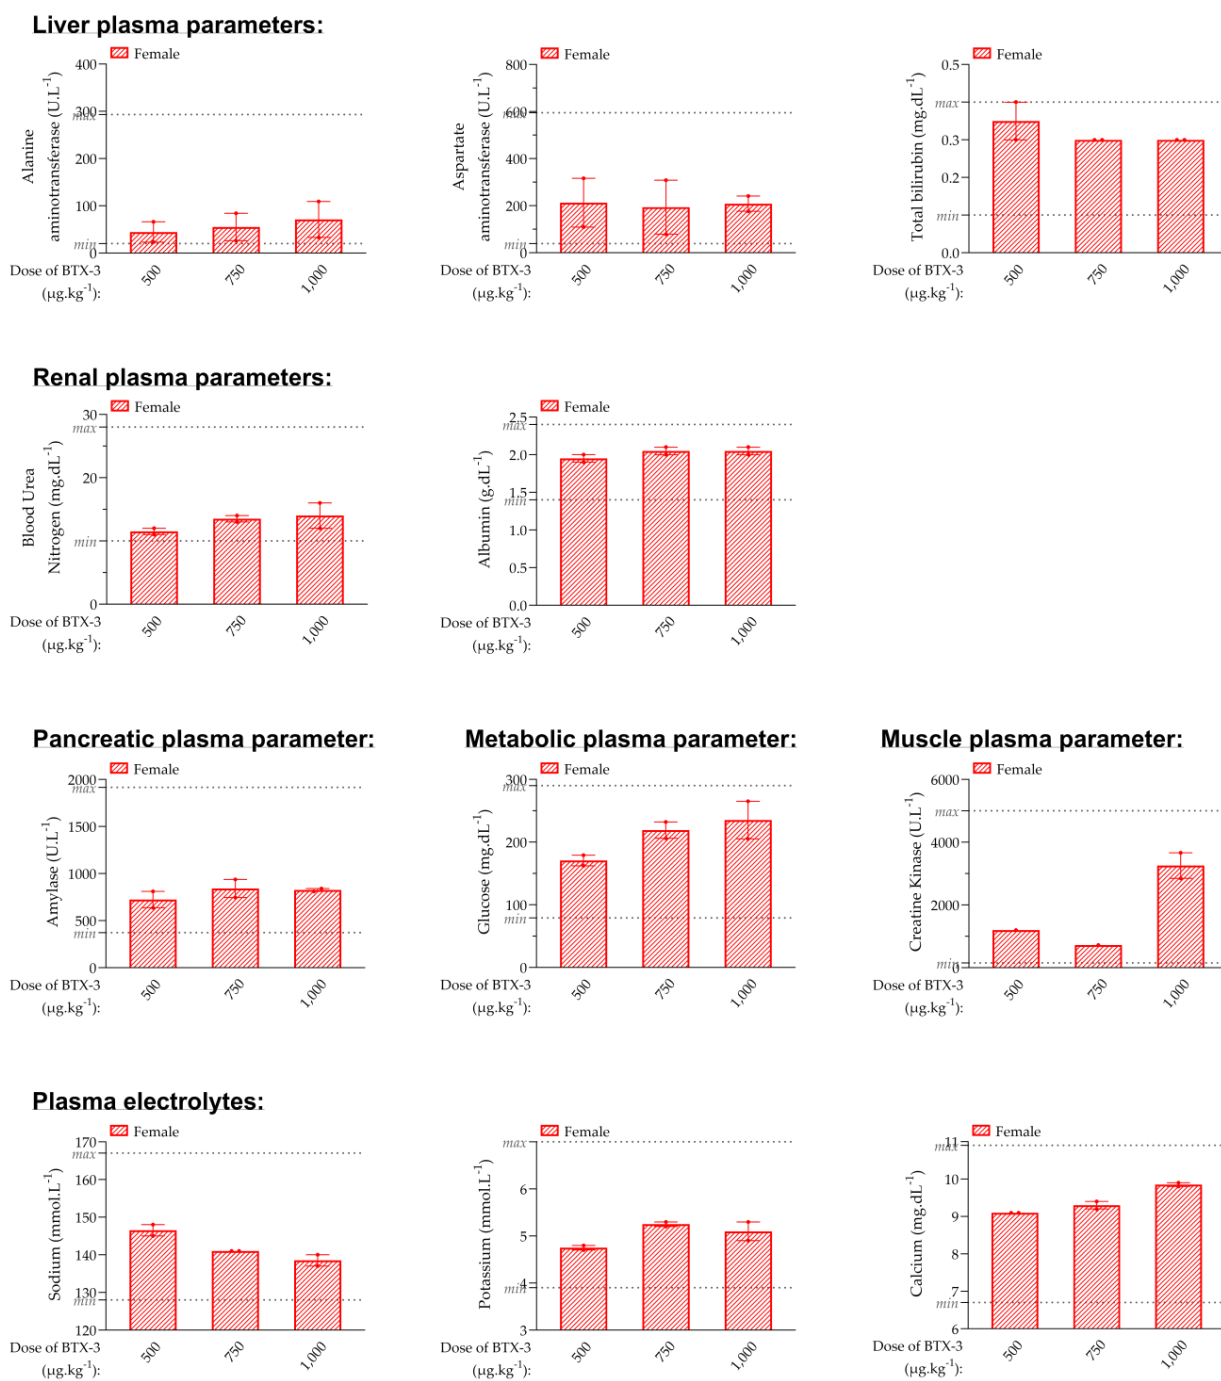 Liver plasma parameters:
Female
Alanine
aminotransferase (U.L-1)
400
300
max
200
100
min
0
Dose of BTX-3
(µg.kg-1):
500
750
1,000
Female
Aspartate
aminotransferase (U.L-1)
800
600
max
400
200
min
0
500
750
1,000
Female
Total bilirubin (mg.dL-1)
0.5
max
0.3
0.2
min
0.0
Dose of BTX-3
(µg.kg-1):
500
750
1,000
Renal plasma parameters:
Female
Blood Urea
Nitrogen (mg.dL-1)
30
max
20
min
0
Dose of BTX-3
(µg.kg-1):
500
750
1,000
Female
Albumin (g.dL-1)
2.5
max
2.0
1.5
min
1.0
0.5
0.0
Dose of BTX-3
(µg.kg-1):
500
750
1,000
Pancreatic plasma parameter:
Female
Amylase (U.L-1)
2000
max
1500
1000
500
min
0
Dose of BTX-3
(µg.kg-1):
500
750
1,000
Metabolic plasma parameter:
Female
Glucose (mg.dL-1)
300
max
200
100
min
0
Dose of BTX-3
(µg.kg-1):
500
750
1,000
Muscle plasma parameter:
Female
Creatine Kinase (U.L-1)
6000
max
4000
2000
min
0
Dose of BTX-3
(µg.kg-1):
500
750
1,000
Plasma electrolytes:
Female
Sodium (mmol.L-1)
170
max
160
150
140
130
min
120
Dose of BTX-3
(µg.kg-1):
500
750
1,000
Female
Potassium (mmol.L-1)
max
6
5
4
min
3
Dose of BTX-3
(µg.kg-1):
500
750
1,000
Female
Calcium (mg.dL-1)
11
max
10
9
8
7
min
6
Dose of BTX-3
(µg.kg-1):
500
750
1,000